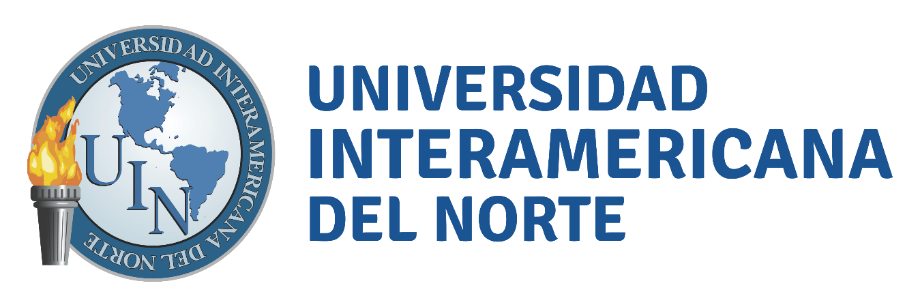 UNIVERSIDAD INTERAMERICANA DEL NORTE
UIN
UNIVERSIDAD
INTERAMERICANA
DEL NORTE